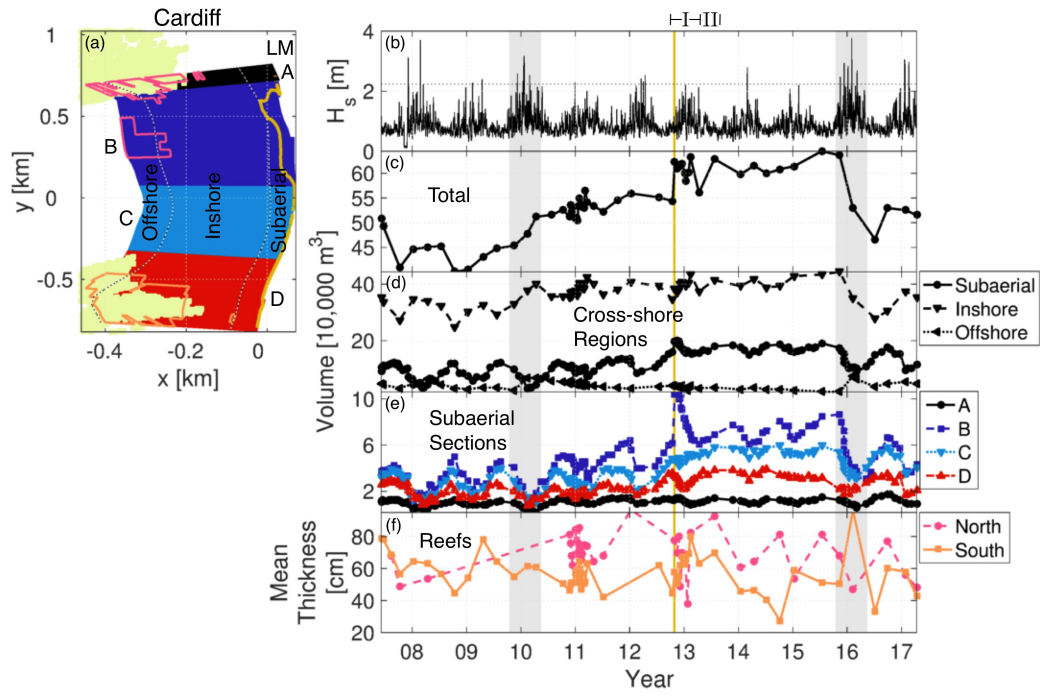 Cardiff
(a)
LM
A
B
C
D
Offshore
Inshore
Subaerial
1
0.5
0
-0.5
y [km]
-0.4
-0.2
0
x [km]
⊢I⊣⊢II⊣
(b)
4
2
0
H_s [m]
(c)
Total
60
55
50
45
Volume [10,000 m³]
(d)
40
20
Cross-shore
Regions
Subaerial
Inshore
Offshore
(e)
10
6
2
Subaerial
Sections
A
B
C
D
(f)
Reefs
80
60
40
20
Mean
Thickness
[cm]
North
South
08 09 10 11 12 13 14 15 16 17
Year